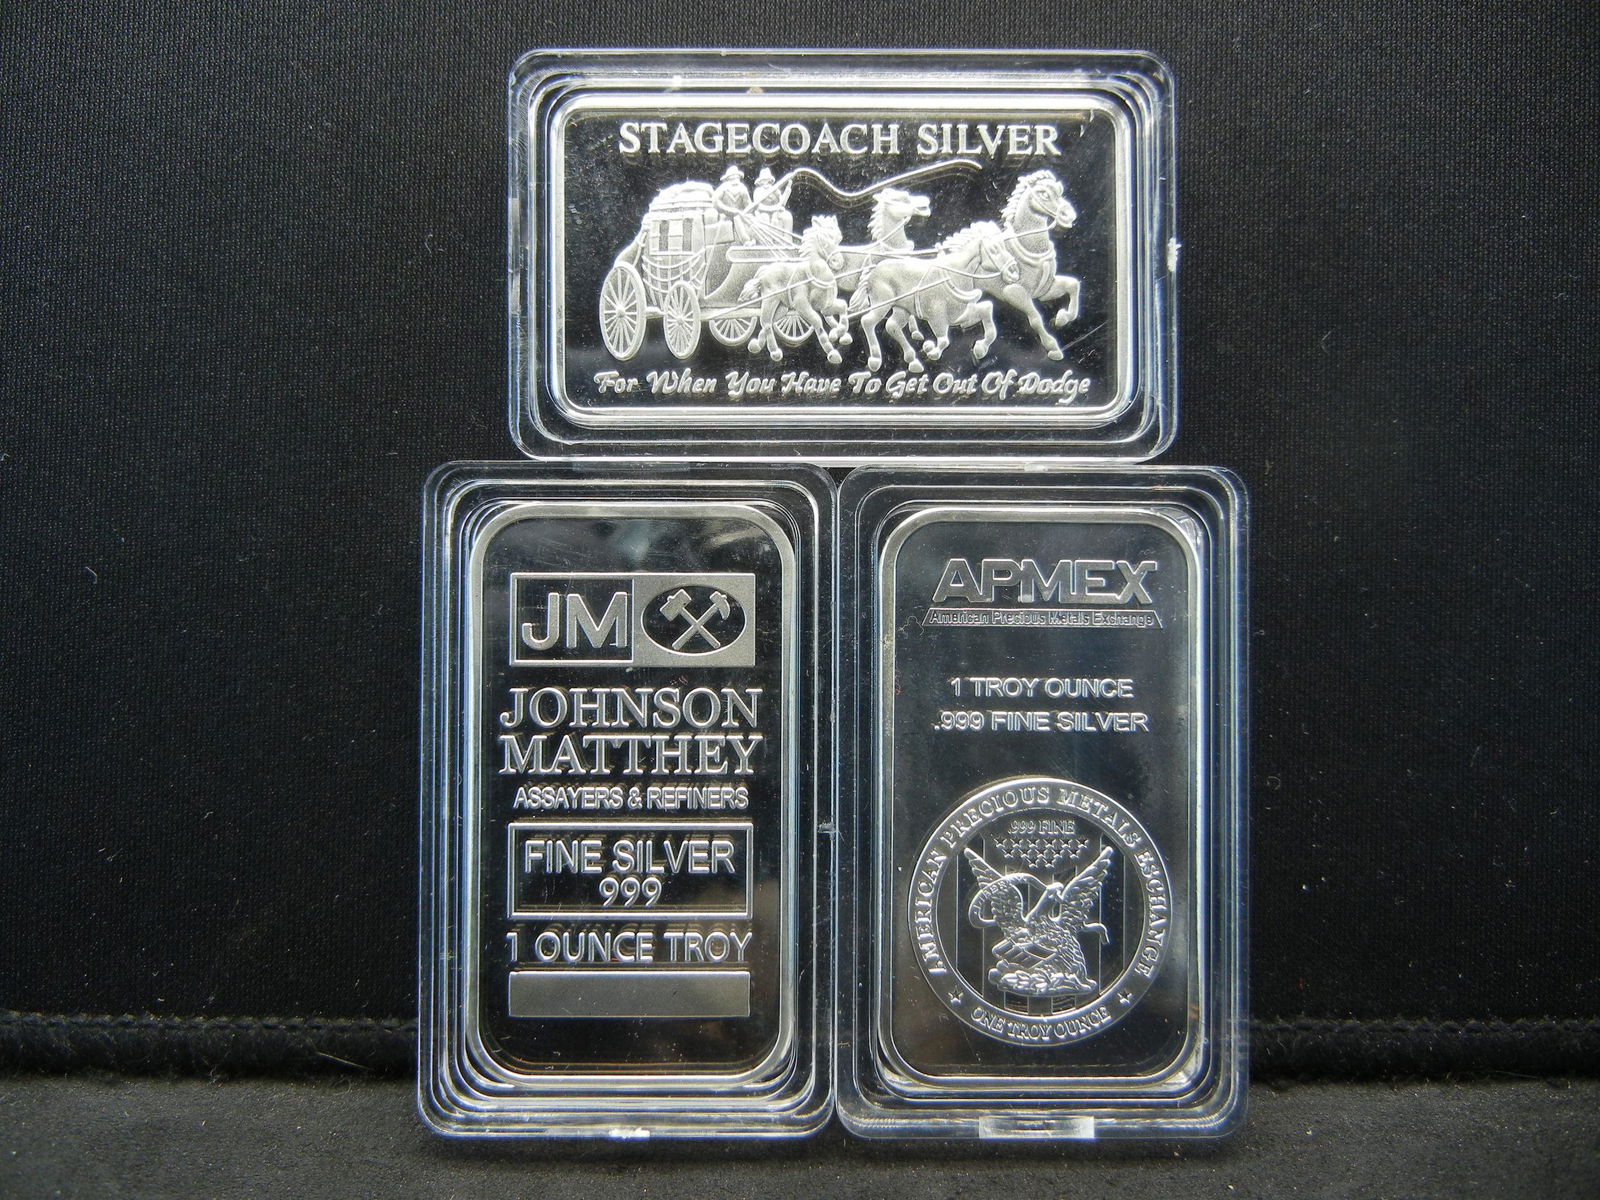 STAGECOACH SILVER
For When You Have To Get Out Of Dodge
JM
JOHNSON
MATTHEY
ASSAYERS & REFINERS
FINE SILVER
999
1 OUNCE TROY
APMEX
American Precious Metals Exchange
1 TROY OUNCE
.999 FINE SILVER
AMERICAN PRECIOUS METALS ESCHANGE
.999 FINE
ONE TROY OUNCE